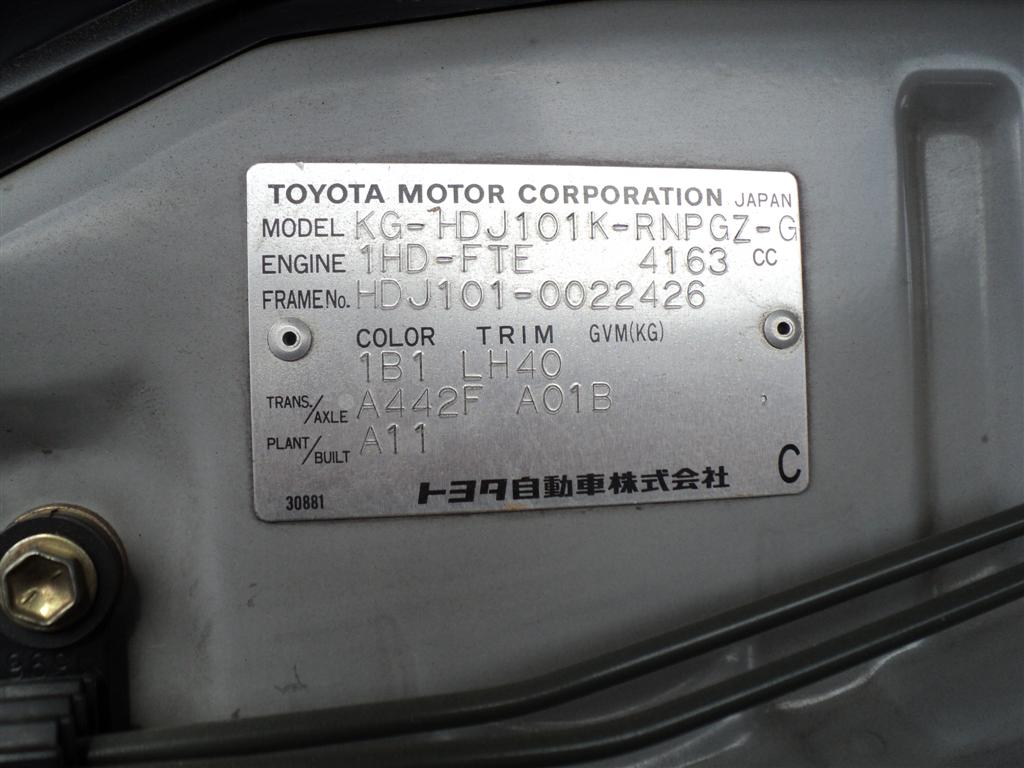 TOYOTA MOTOR CORPORATION JAPAN
MODEL KG-HDJ101K-RNPGZ-G
ENGINE 1HD-FTE 4163 CC
FRAME No. HDJ101-0022426
COLOR TRIM GVM(KG)
1B1 LH40
TRANS./AXLE A442F A01B
PLANT/BUILT A11
C
30881 トヨタ自動車株式会社